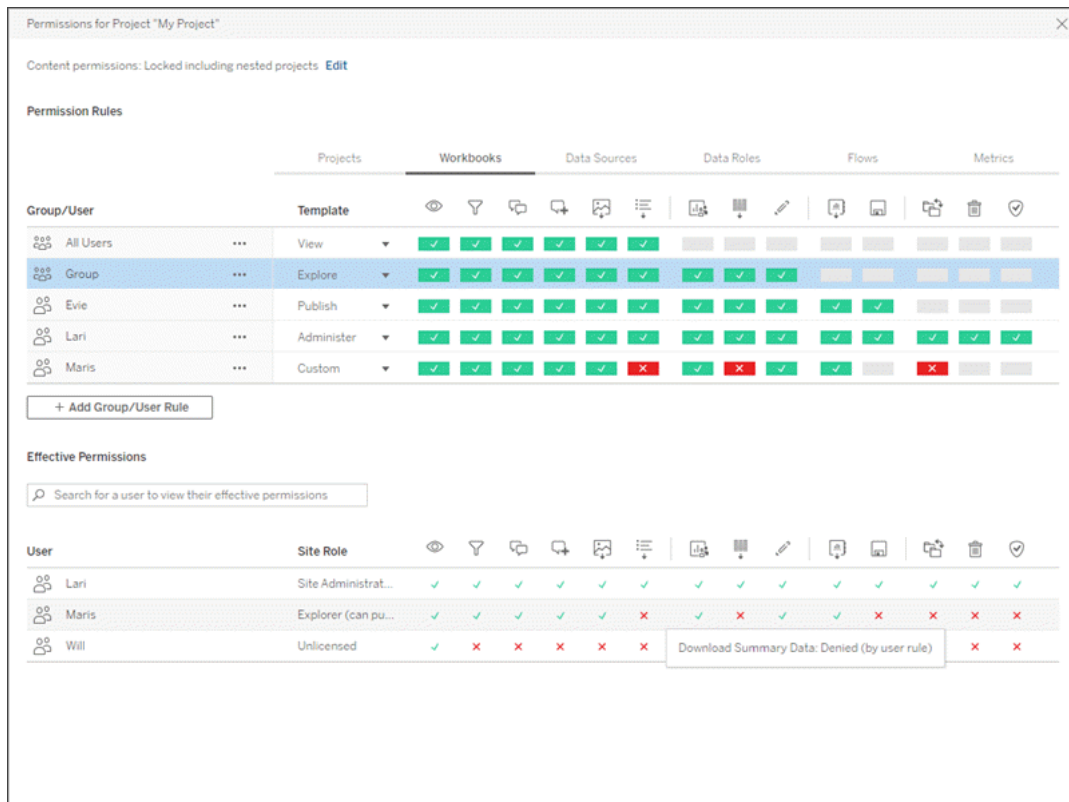 Permissions for Project "My Project"
Content permissions: Locked including nested projects Edit
Permission Rules
Projects Workbooks Data Sources Data Roles Flows Metrics
Group/User Template
All Users ••• View
Group ••• Explore
Evie ••• Publish
Lari ••• Administer
Maris ••• Custom
+ Add Group/User Rule
Effective Permissions
Search for a user to view their effective permissions
User Site Role
Lari Site Administrat...
Maris Explorer (can pu...
Will Unlicensed
Download Summary Data: Denied (by user rule)